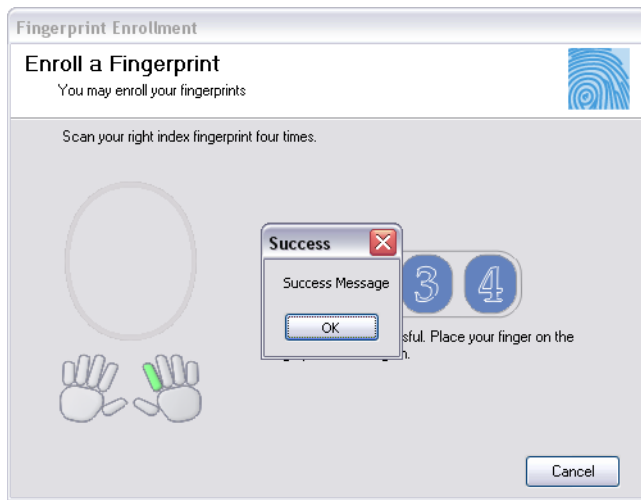 Fingerprint Enrollment
Enroll a Fingerprint
You may enroll your fingerprints
Scan your right index fingerprint four times.
Success
Success Message
3 4
OK
Place your finger on the
Cancel